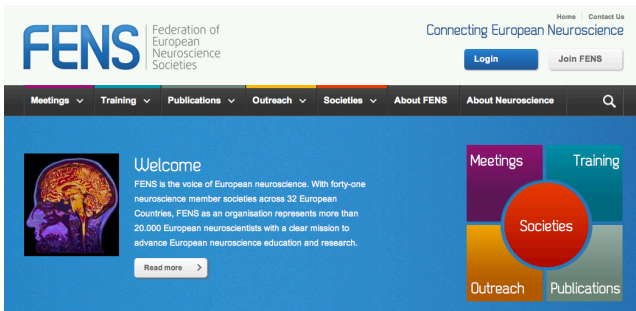 Home | Contact Us
Connecting European Neuroscience
FENS
Federation of
European
Neuroscience
Societies
Login
Join FENS
Meetings
Training
Publications
Outreach
Societies
About FENS
About Neuroscience
Welcome
FENS is the voice of European neuroscience. With forty-one
neuroscience member societies across 32 European
Countries, FENS as an organisation represents more than
20.000 European neuroscientists with a clear mission to
advance European neuroscience education and research.
Read more
Meetings
Training
Societies
Outreach
Publications